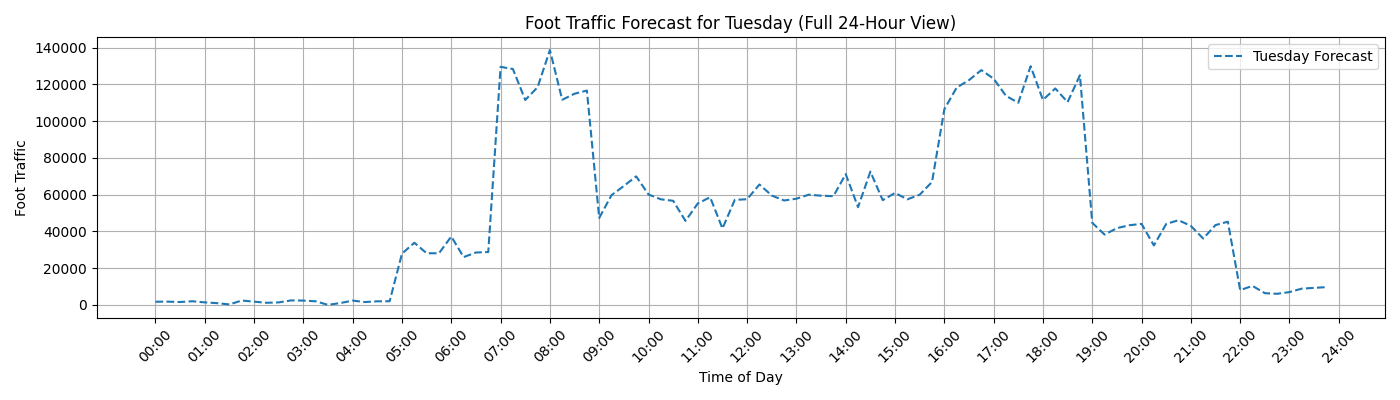 Foot Traffic Forecast for Tuesday (Full 24-Hour View)
Tuesday Forecast
Foot Traffic
140000
120000
100000
80000
60000
40000
20000
0
00:00 01:00 02:00 03:00 04:00 05:00 06:00 07:00 08:00 09:00 10:00 11:00 12:00 13:00 14:00 15:00 16:00 17:00 18:00 19:00 20:00 21:00 22:00 23:00 24:00
Time of Day